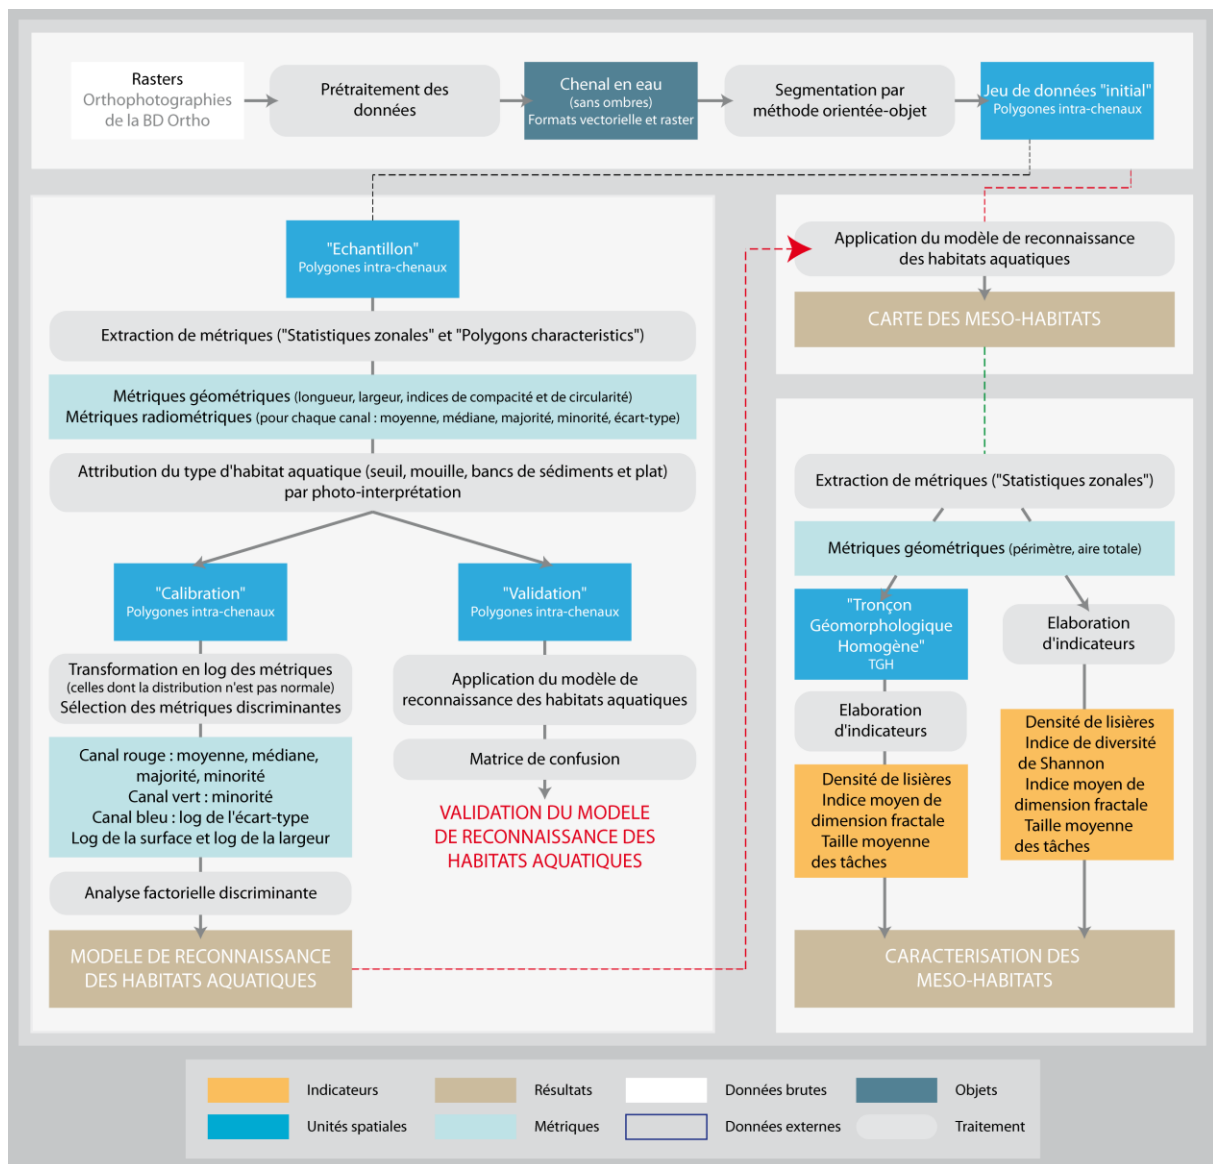 Rasters
Orthophotographies
de la BD Ortho
Prétraitement des
données
Chenal en eau
(sans ombres)
Formats vectorielle et raster
Segmentation par
méthode orientée-objet
Jeu de données "initial"
Polygones intra-chenaux
"Echantillon"
Polygones intra-chenaux
Extraction de métriques ("Statistiques zonales" et "Polygons characteristics")
Métriques géométriques (longueur, largeur, indices de compacité et de circularité)
Métriques radiométriques (pour chaque canal : moyenne, médiane, majorité, minorité, écart-type)
Attribution du type d'habitat aquatique (seuil, mouille, bancs de sédiments et plat)
par photo-interprétation
"Calibration"
Polygones intra-chenaux
Transformation en log des métriques
(celles dont la distribution n'est pas normale)
Sélection des métriques discriminantes
Canal rouge : moyenne, médiane,
majorité, minorité
Canal vert : minorité
Canal bleu : log de l'écart-type
Log de la surface et log de la largeur
Analyse factorielle discriminante
MODELE DE RECONNAISSANCE
DES HABITATS AQUATIQUES
"Validation"
Polygones intra-chenaux
Application du modèle de
reconnaissance des habitats aquatiques
Matrice de confusion
VALIDATION DU MODELE
DE RECONNAISSANCE DES
HABITATS AQUATIQUES
Application du modèle de reconnaissance
des habitats aquatiques
CARTE DES MESO-HABITATS
Extraction de métriques ("Statistiques zonales")
Métriques géométriques (périmètre, aire totale)
"Tronçon
Géomorphologique
Homogène"
TGH
Elaboration
d'indicateurs
Densité de lisières
Indice moyen de
dimension fractale
Taille moyenne
des tâches
Elaboration
d'indicateurs
Densité de lisières
Indice de diversité
de Shannon
Indice moyen de
dimension fractale
Taille moyenne
des tâches
CARACTERISATION DES
MESO-HABITATS
Indicateurs
Résultats
Données brutes
Objets
Unités spatiales
Métriques
Données externes
Traitement